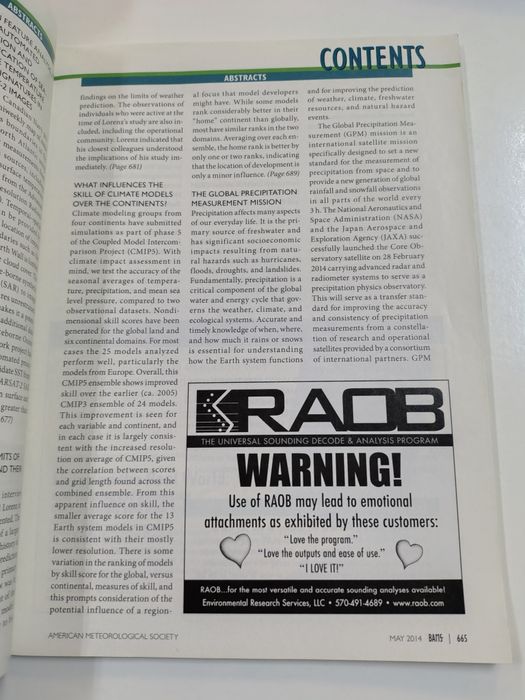 CONTENTS
ABSTRACTS
findings on the limits of weather
prediction. The observations of
individuals who were active at the
time of Lorenz's study are also in-
cluded, including the operational
community. Lorenz indicated that
his closest colleagues understood
the implications of his study im-
mediately. (Page 681)
WHAT INFLUENCES THE
SKILL OF CLIMATE MODELS
OVER THE CONTINENTS?
Climate modeling groups from
four continents have submitted
simulations as part of phase 5
of the Coupled Model Intercom-
parison Project (CMIP5). With
climate impact assessment in
mind, we test the accuracy of the
seasonal averages of tempera-
ture, precipitation, and mean sea
level pressure, compared to two
observational datasets. Nondi-
mensional skill scores have been
generated for the global land and
six continental domains. For most
cases the 25 models analyzed
perform well, particularly the
models from Europe. Overall, this
CMIP5 ensemble shows improved
skill over the earlier (ca. 2005)
CMIP3 ensemble of 24 models.
This improvement is seen for
each variable and continent, and
in each case it is largely consis-
tent with the increased resolu-
tion on average of CMIP5, given
the correlation between scores
and grid length found across the
combined ensemble. From this
apparent influence on skill, the
smaller average score for the 13
Earth system models in CMIP5
is consistent with their mostly
lower resolution. There is some
variation in the ranking of models
by skill score for the global, versus
continental, measures of skill, and
this prompts consideration of the
potential influence of a region-
al focus that model developers
might have. While some models
rank considerably better in their
"home" continent than globally,
most have similar ranks in the two
domains. Averaging over each en-
semble, the home rank is better by
only one or two ranks, indicating
that the location of development is
only a minor influence. (Page 689)
THE GLOBAL PRECIPITATION
MEASUREMENT MISSION
Precipitation affects many aspects
of our everyday life. It is the pri-
mary source of freshwater and
has significant socioeconomic
impacts resulting from natu-
ral hazards such as hurricanes,
floods, droughts, and landslides.
Fundamentally, precipitation is a
critical component of the global
water and energy cycle that gov-
erns the weather, climate, and
ecological systems. Accurate and
timely knowledge of when, where,
and how much it rains or snows
is essential for understanding
how the Earth system functions
and for improving the prediction
of weather, climate, freshwater
resources, and natural hazard
events.
The Global Precipitation Mea-
surement (GPM) mission is an
international satellite mission
specifically designed to set a new
standard for the measurement of
precipitation from space and to
provide a new generation of global
rainfall and snowfall observations
in all parts of the world every
3 h. The National Aeronautics and
Space Administration (NASA)
and the Japan Aerospace and
Exploration Agency (JAXA) suc-
cessfully launched the Core Ob-
servatory satellite on 28 February
2014 carrying advanced radar and
radiometer systems to serve as a
precipitation physics observatory.
This will serve as a transfer stan-
dard for improving the accuracy
and consistency of precipitation
measurements from a constella-
tion of research and operational
satellites provided by a consortium
of international partners. GPM
RAOB
THE UNIVERSAL SOUNDING DECODE & ANALYSIS PROGRAM
WARNING!
Use of RAOB may lead to emotional
attachments as exhibited by these customers:
"Love the program."
"Love the outputs and ease of use."
"I LOVE IT!"
RAOB...for the most versatile and accurate sounding analyses available!
Environmental Research Services, LLC • 570-491-4689 • www.raob.com
AMERICAN METEOROLOGICAL SOCIETY
MAY 2014 BAMS | 665